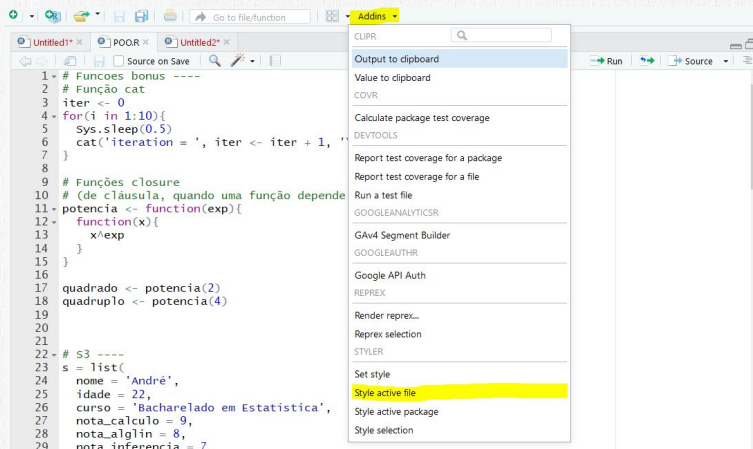 Go to file/function
Addins
Untitled1*
POO.R
Untitled2*
Source on Save
Run
Source
1 # Funcoes bonus ----
2 # Função cat
3 iter <- 0
4 for(i in 1:10){
5 Sys.sleep(0.5)
6 cat('iteration = ', iter <- iter + 1, '
7 }
8
9 # Funções closure
10 # (de cláusula, quando uma função depende
11 potencia <- function(exp){
12 function(x){
13 x^exp
14 }
15 }
16
17 quadrado <- potencia(2)
18 quadruplo <- potencia(4)
19
20
21
22 # S3 ----
23 s = list(
24 nome = 'André',
25 idade = 22,
26 curso = 'Bacharelado em Estatística',
27 nota_calculo = 9,
28 nota_alglin = 8,
29 nota_inferencia = 7
CLIPR
Output to clipboard
Value to clipboard
COVR
Calculate package test coverage
DEVTOOLS
Report test coverage for a package
Report test coverage for a file
Run a test file
GOOGLEANALYTICSR
GAv4 Segment Builder
GOOGLEAUTHR
Google API Auth
REPREX
Render reprex...
Reprex selection
STYLER
Set style
Style active file
Style active package
Style selection